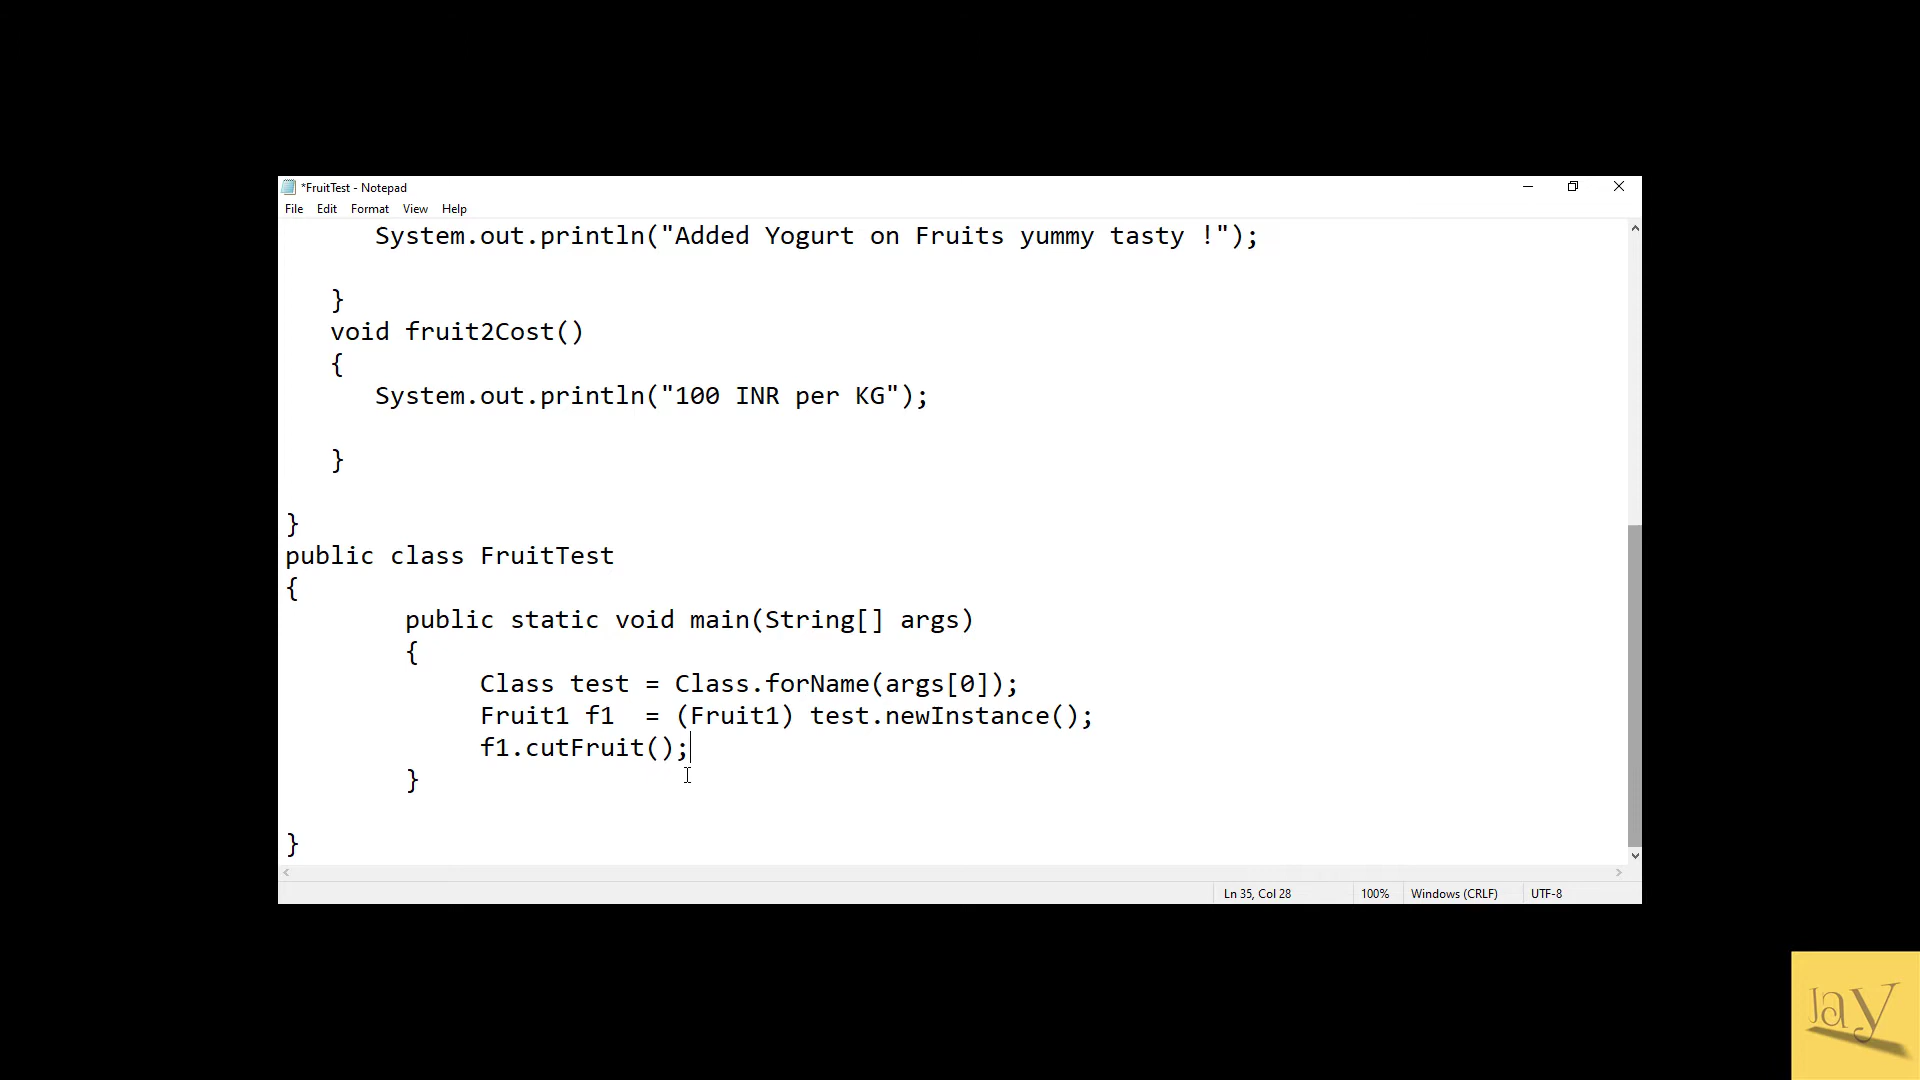 *FruitTest - Notepad
File Edit Format View Help
System.out.println("Added Yogurt on Fruits yummy tasty !");
}
void fruit2Cost()
{
System.out.println("100 INR per KG");
}
}
public class FruitTest
{
public static void main(String[] args)
{
Class test = Class.forName(args[0]);
Fruit1 f1  = (Fruit1) test.newInstance();
f1.cutFruit();
}
}
Ln 35, Col 28 100% Windows (CRLF) UTF-8
Jay